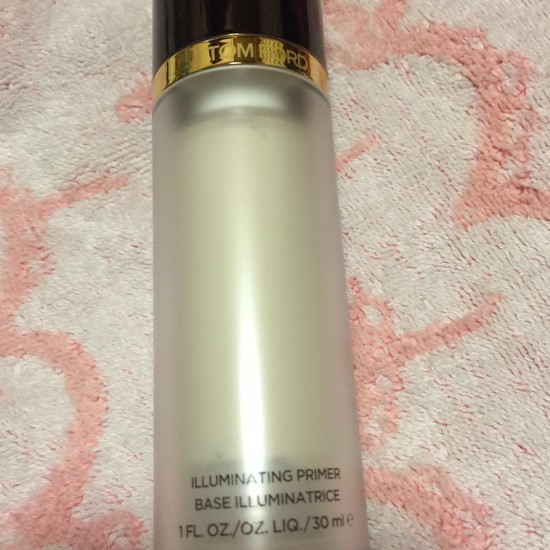 TOM FORD
ILLUMINATING PRIMER
BASE ILLUMINATRICE
1 FL. OZ./OZ. LIQ./30 ml e